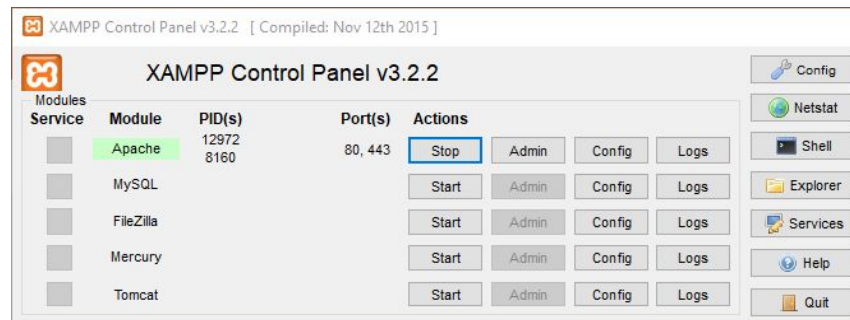 XAMPP Control Panel v3.2.2 [ Compiled: Nov 12th 2015 ]
XAMPP Control Panel v3.2.2
Config
Modules
Service Module PID(s) Port(s) Actions
Netstat
Apache 12972 8160 80, 443 Stop Admin Config Logs
Shell
MySQL Start Admin Config Logs
Explorer
FileZilla Start Admin Config Logs
Services
Mercury Start Admin Config Logs
Help
Tomcat Start Admin Config Logs
Quit